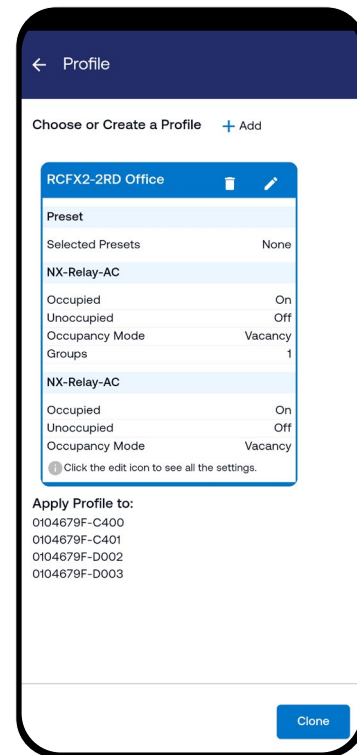 ← Profile
Choose or Create a Profile + Add
RCFX2-2RD Office
Preset
Selected Presets None
NX-Relay-AC
Occupied On
Unoccupied Off
Occupancy Mode Vacancy
Groups 1
NX-Relay-AC
Occupied On
Unoccupied Off
Occupancy Mode Vacancy
Click the edit icon to see all the settings.
Apply Profile to:
0104679F-C400
0104679F-C401
0104679F-D002
0104679F-D003
Clone